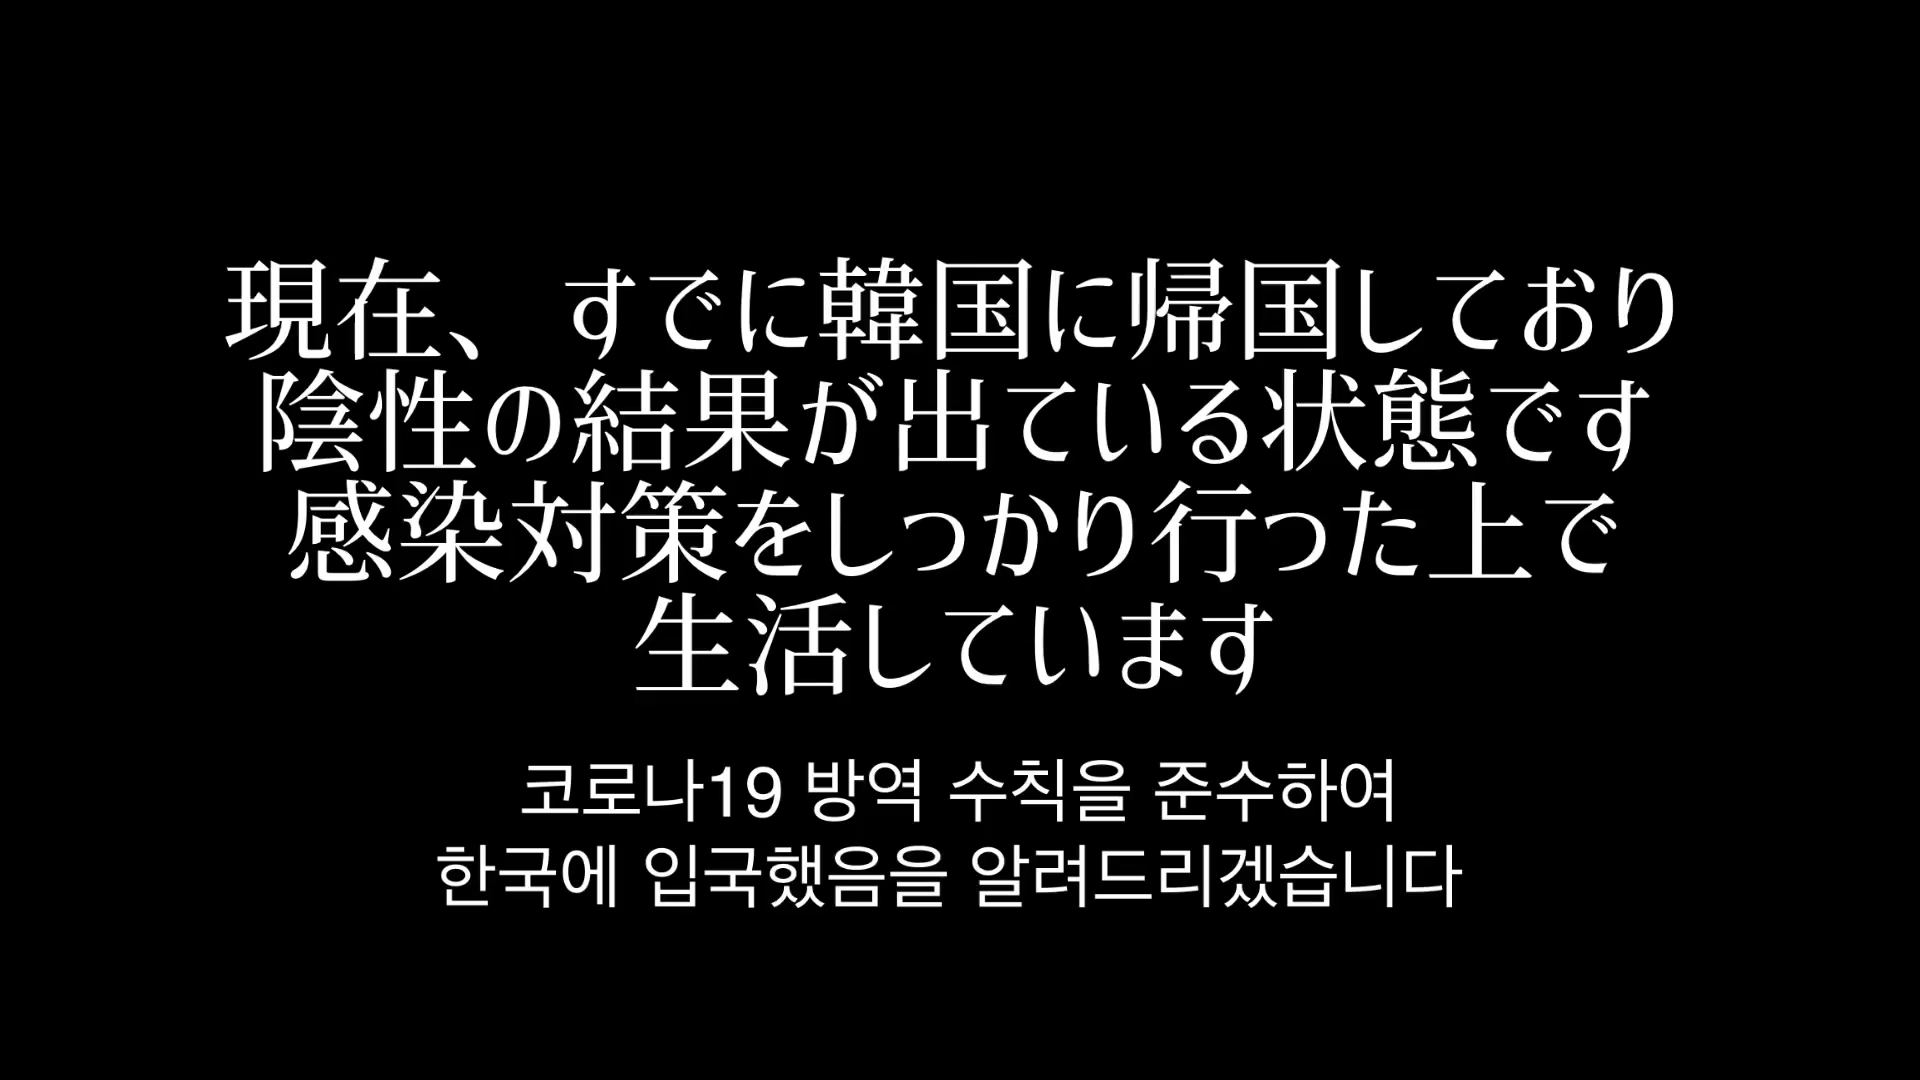 現在、すでに韓国に帰国しており
陰性の結果が出ている状態です
感染対策をしっかり行った上で
生活しています
코로나19 방역 수칙을 준수하여
한국에 입국했음을 알려드리겠습니다